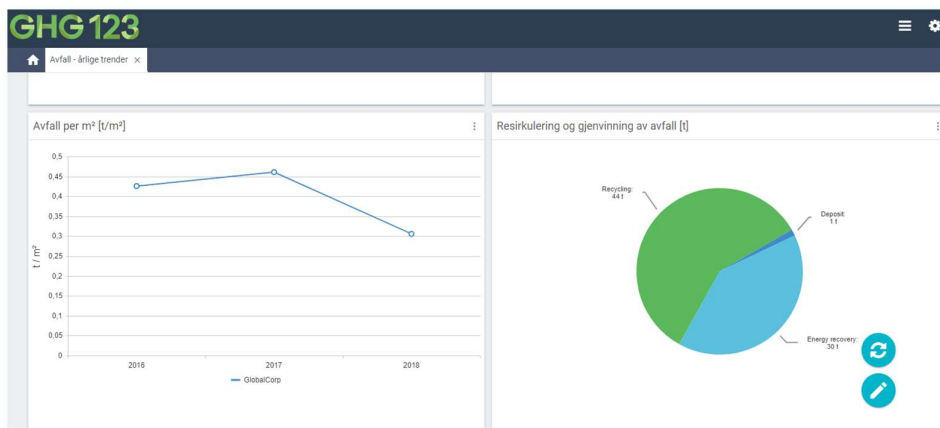 GHG 123
Avfall - årlige trender ×
Avfall per m² [t/m²]
0,5
0,45
0,4
0,35
0,3
0,25
0,2
0,15
0,1
0,05
0
t / m²
2016
2017
2018
GlobalCorp
Resirkulering og gjenvinning av avfall [t]
Recycling:
44 t
Deposit:
1 t
Energy recovery:
30 t